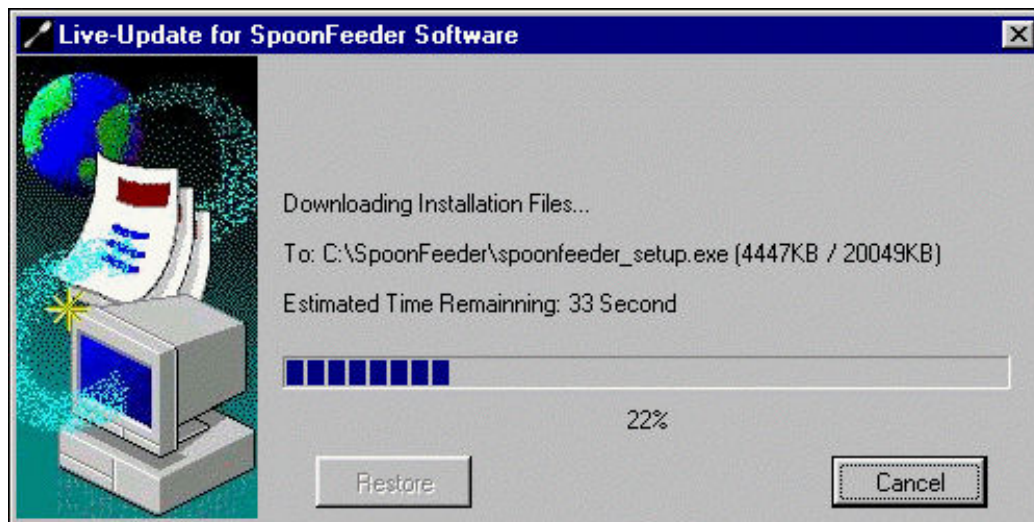 Live-Update for SpoonFeeder Software
Downloading Installation Files...
To: C:\SpoonFeeder\spoonfeeder_setup.exe (4447KB / 20049KB)
Estimated Time Remainning: 33 Second
22%
Restore
Cancel